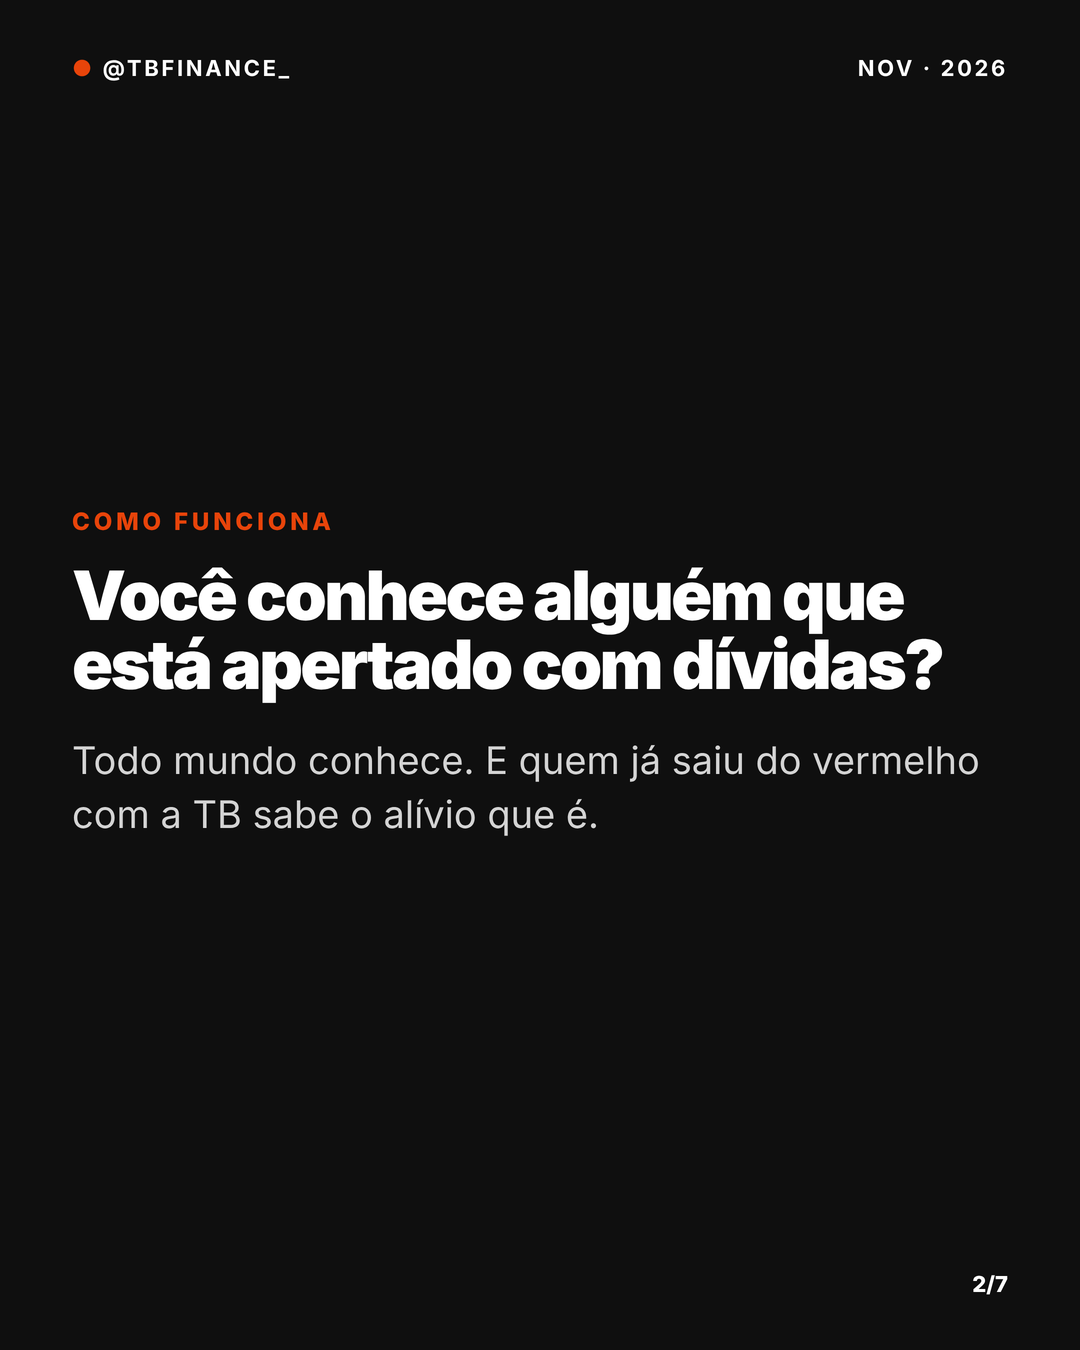 @TBFINANCE_
NOV · 2026
COMO FUNCIONA
Você conhece alguém que
está apertado com dívidas?
Todo mundo conhece. E quem já saiu do vermelho
com a TB sabe o alívio que é.
2/7